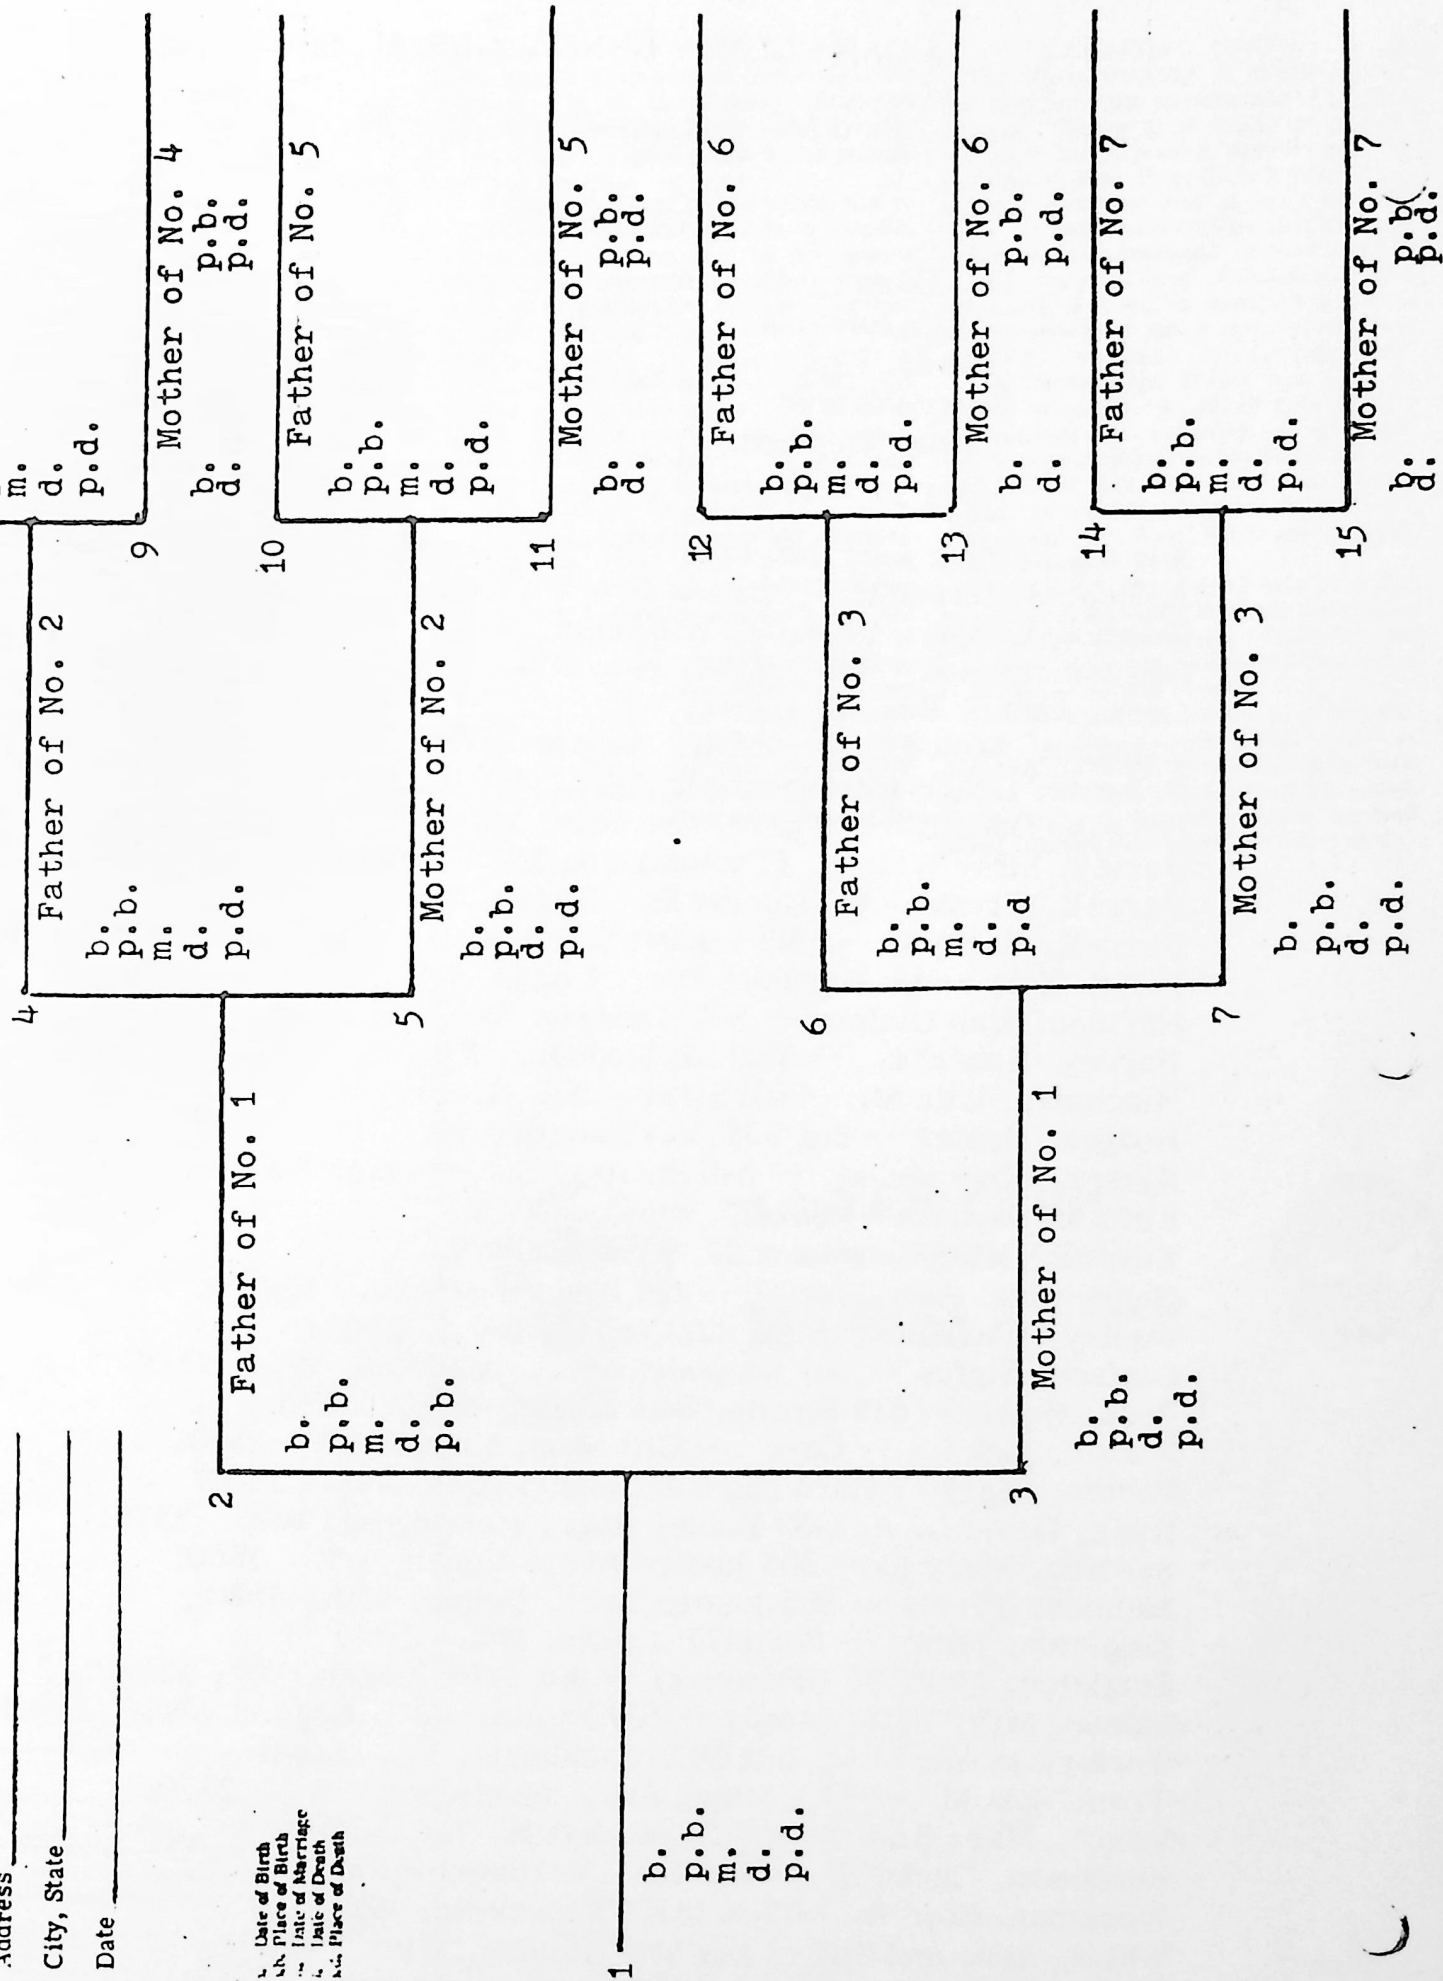 Address
City, State
Date
Date of Birth
Place of Birth
Date of Marriage
Date of Death
Place of Death
1
b.
p.b.
m.
d.
p.d.
2
Father of No. 1
b.
p.b.
m.
d.
p.b.
3
Mother of No. 1
b.
p.b.
d.
p.d.
4
Father of No. 2
b.
p.b.
m.
d.
p.d.
5
Mother of No. 2
b.
p.b.
d.
p.d.
6
Father of No. 3
b.
p.b.
m.
d.
p.d
7
Mother of No. 3
b.
p.b.
d.
p.d.
m.
d.
p.d.
9
Mother of No. 4
b. p.b.
d. p.d.
10
Father of No. 5
b.
p.b.
m.
d.
p.d.
11
Mother of No. 5
b. p.b.
d. p.d.
12
Father of No. 6
b.
p.b.
m.
d.
p.d.
13
Mother of No. 6
b. p.b.
d. p.d.
14
Father of No. 7
b.
p.b.
m.
d.
p.d.
15
Mother of No. 7
b. p.b
d. p.d.